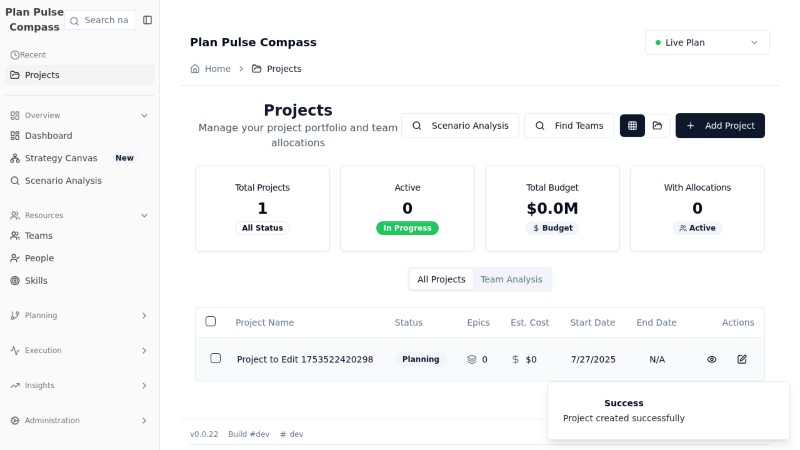 Plan Pulse
Compass
Search na
Recent
Projects
Overview
Dashboard
Strategy Canvas New
Scenario Analysis
Resources
Teams
People
Skills
Planning
Execution
Insights
Administration
Plan Pulse Compass
Live Plan
Home > Projects
Projects
Manage your project portfolio and team
allocations
Scenario Analysis
Find Teams
+ Add Project
Total Projects
1
All Status
Active
0
In Progress
Total Budget
$0.0M
$ Budget
With Allocations
0
Active
All Projects Team Analysis
Project Name Status Epics Est. Cost Start Date End Date Actions
Project to Edit 1753522420298 Planning 0 $ $0 7/27/2025 N/A
Success
Project created successfully
v0.0.22 Build #dev # dev